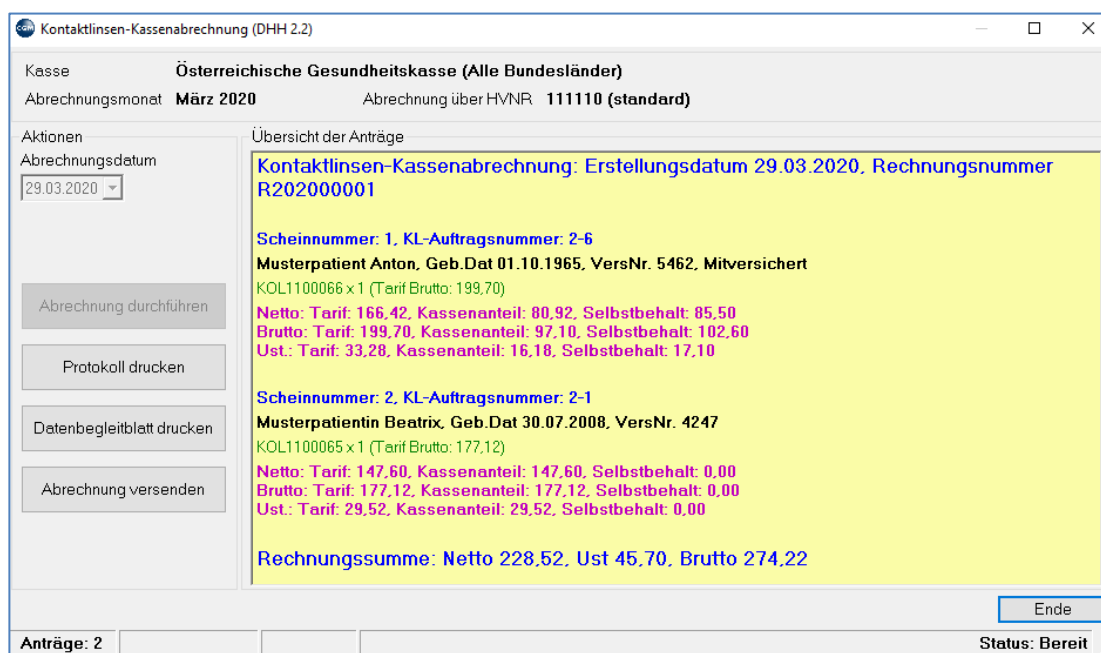 CGM Kontaktlinsen-Kassenabrechnung (DHH 2.2)
Kasse Österreichische Gesundheitskasse (Alle Bundesländer)
Abrechnungsmonat März 2020 Abrechnung über HVNR 111110 (standard)
Aktionen
Abrechnungsdatum
29.03.2020
Abrechnung durchführen
Protokoll drucken
Datenbegleitblatt drucken
Abrechnung versenden
Übersicht der Anträge
Kontaktlinsen-Kassenabrechnung: Erstellungsdatum 29.03.2020, Rechnungsnummer
R202000001
Scheinnummer: 1, KL-Auftragsnummer: 2-6
Musterpatient Anton, Geb.Dat 01.10.1965, VersNr. 5462, Mitversichert
KOL1100066 x 1 (Tarif Brutto: 199,70)
Netto: Tarif: 166,42, Kassenanteil: 80,92, Selbstbehalt: 85,50
Brutto: Tarif: 199,70, Kassenanteil: 97,10, Selbstbehalt: 102,60
Ust.: Tarif: 33,28, Kassenanteil: 16,18, Selbstbehalt: 17,10
Scheinnummer: 2, KL-Auftragsnummer: 2-1
Musterpatientin Beatrix, Geb.Dat 30.07.2008, VersNr. 4247
KOL1100065 x 1 (Tarif Brutto: 177,12)
Netto: Tarif: 147,60, Kassenanteil: 147,60, Selbstbehalt: 0,00
Brutto: Tarif: 177,12, Kassenanteil: 177,12, Selbstbehalt: 0,00
Ust.: Tarif: 29,52, Kassenanteil: 29,52, Selbstbehalt: 0,00
Rechnungssumme: Netto 228,52, Ust 45,70, Brutto 274,22
Ende
Anträge: 2
Status: Bereit